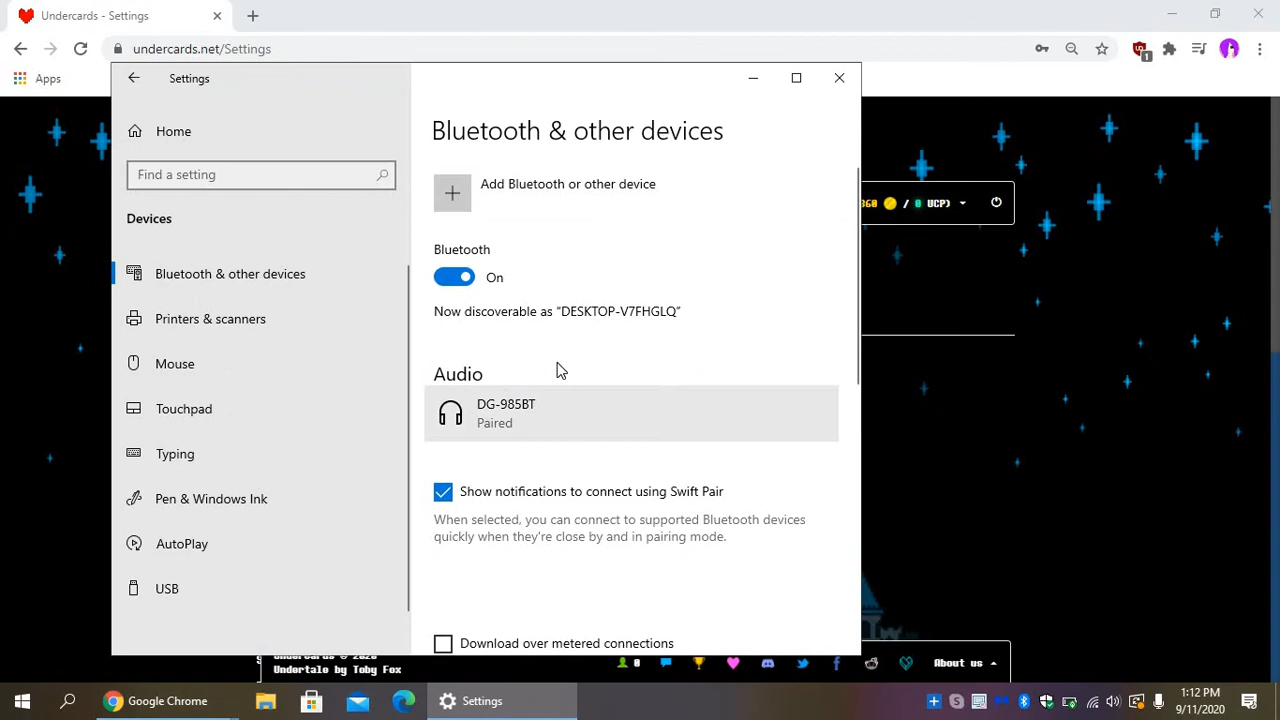 Undercards - Settings
undercards.net/Settings
1
Apps
Settings
Home
Find a setting
Devices
Bluetooth & other devices
Printers & scanners
Mouse
Touchpad
Typing
Pen & Windows Ink
AutoPlay
USB
Bluetooth & other devices
Add Bluetooth or other device
Bluetooth
On
Now discoverable as "DESKTOP-V7FHGLQ"
Audio
DG-985BT
Paired
Show notifications to connect using Swift Pair
When selected, you can connect to supported Bluetooth devices
quickly when they're close by and in pairing mode.
Download over metered connections
/ 0 UCP)
Undertale by Toby Fox
0
About us
Google Chrome
Settings
1:12 PM
9/11/2020